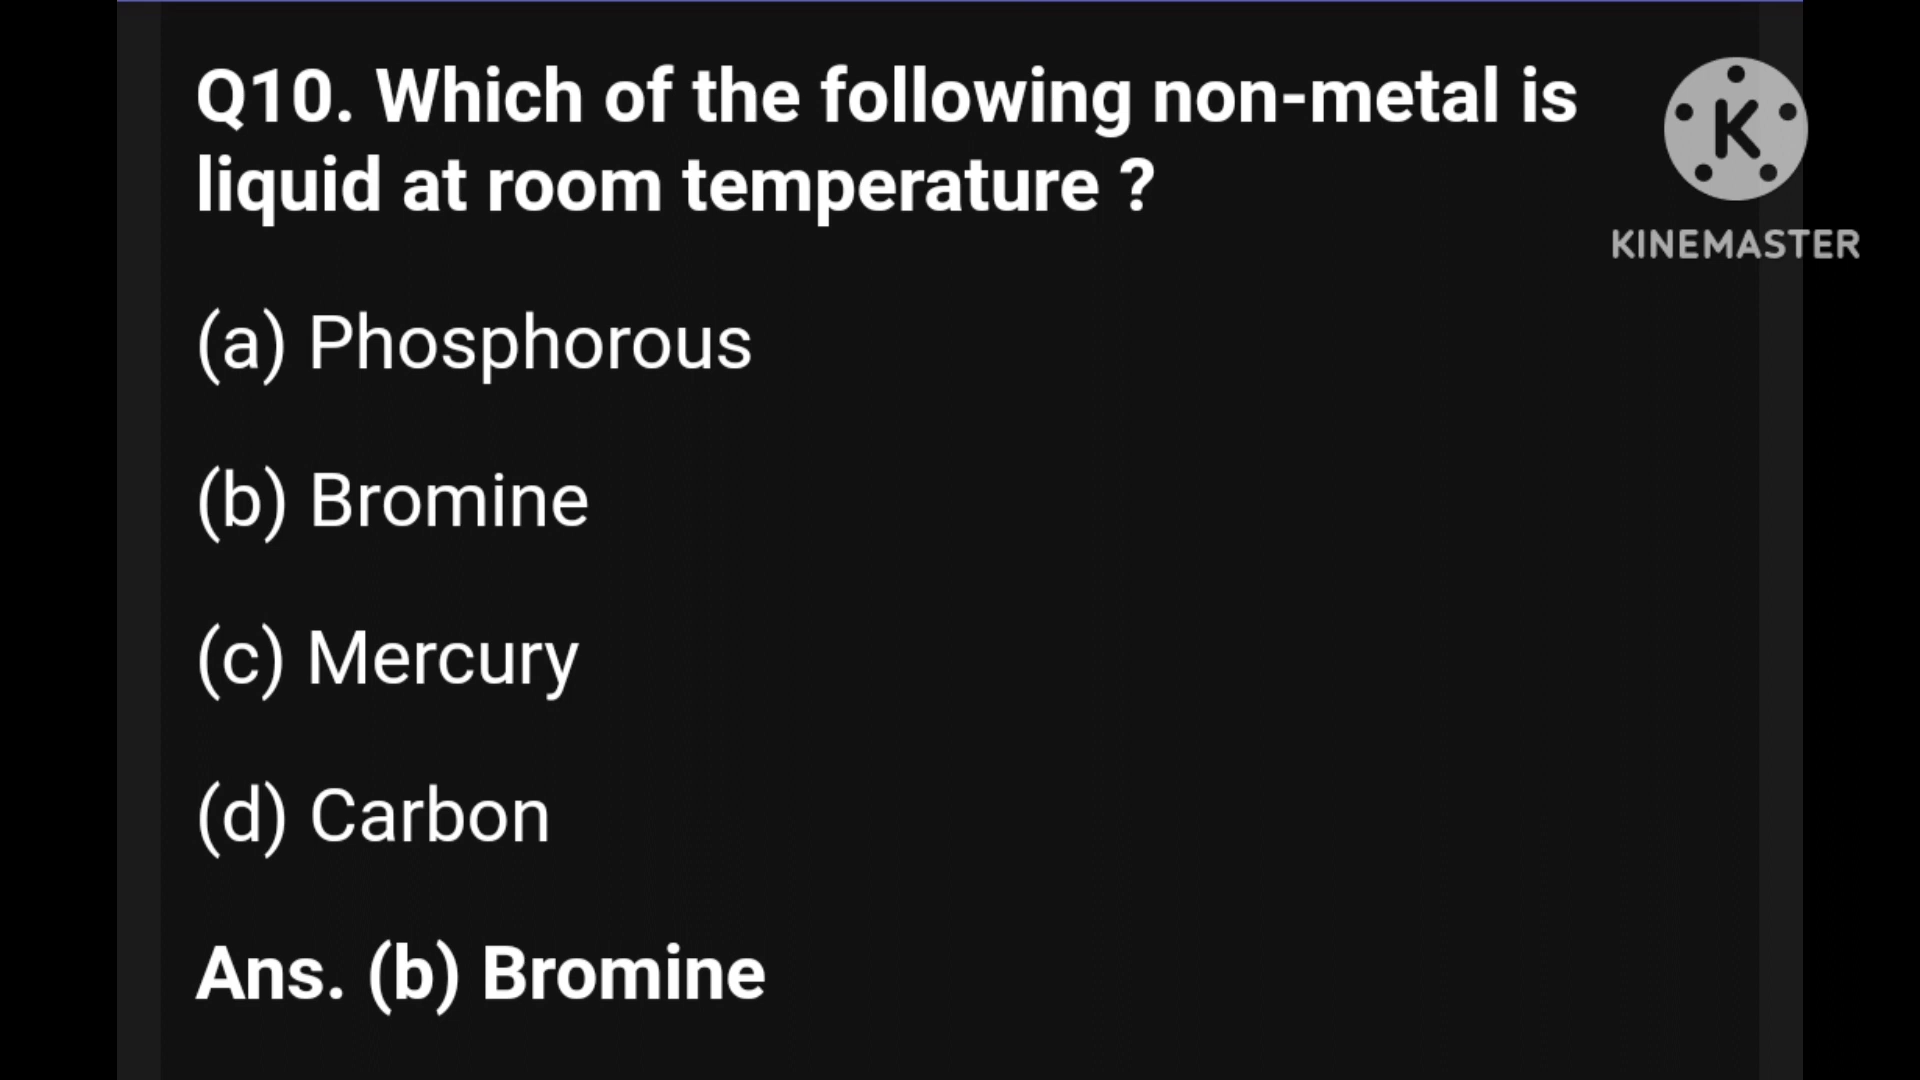 Q10. Which of the following non-metal is
liquid at room temperature ?
K
KINEMASTER
(a) Phosphorous
(b) Bromine
(c) Mercury
(d) Carbon
Ans. (b) Bromine